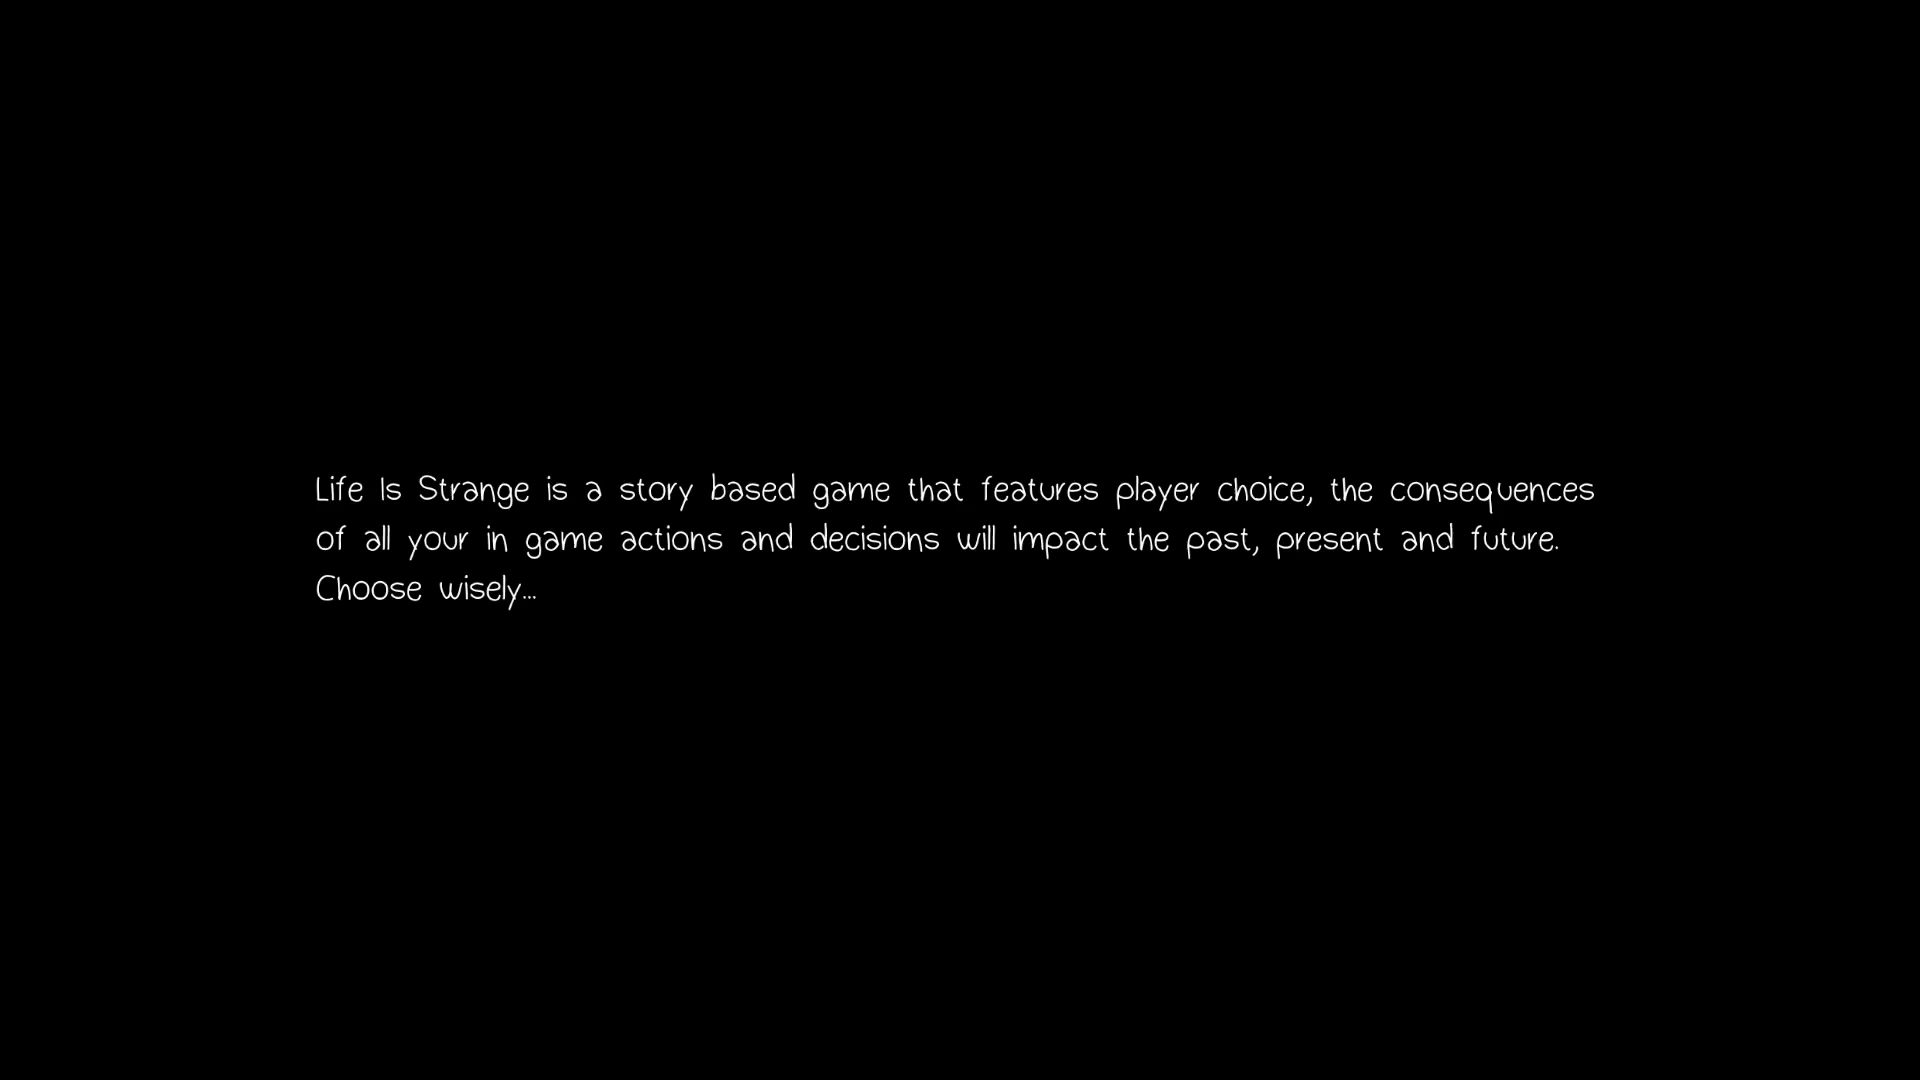 Life Is Strange is a story based game that features player choice, the consequences
of all your in game actions and decisions will impact the past, present and future.
Choose wisely...